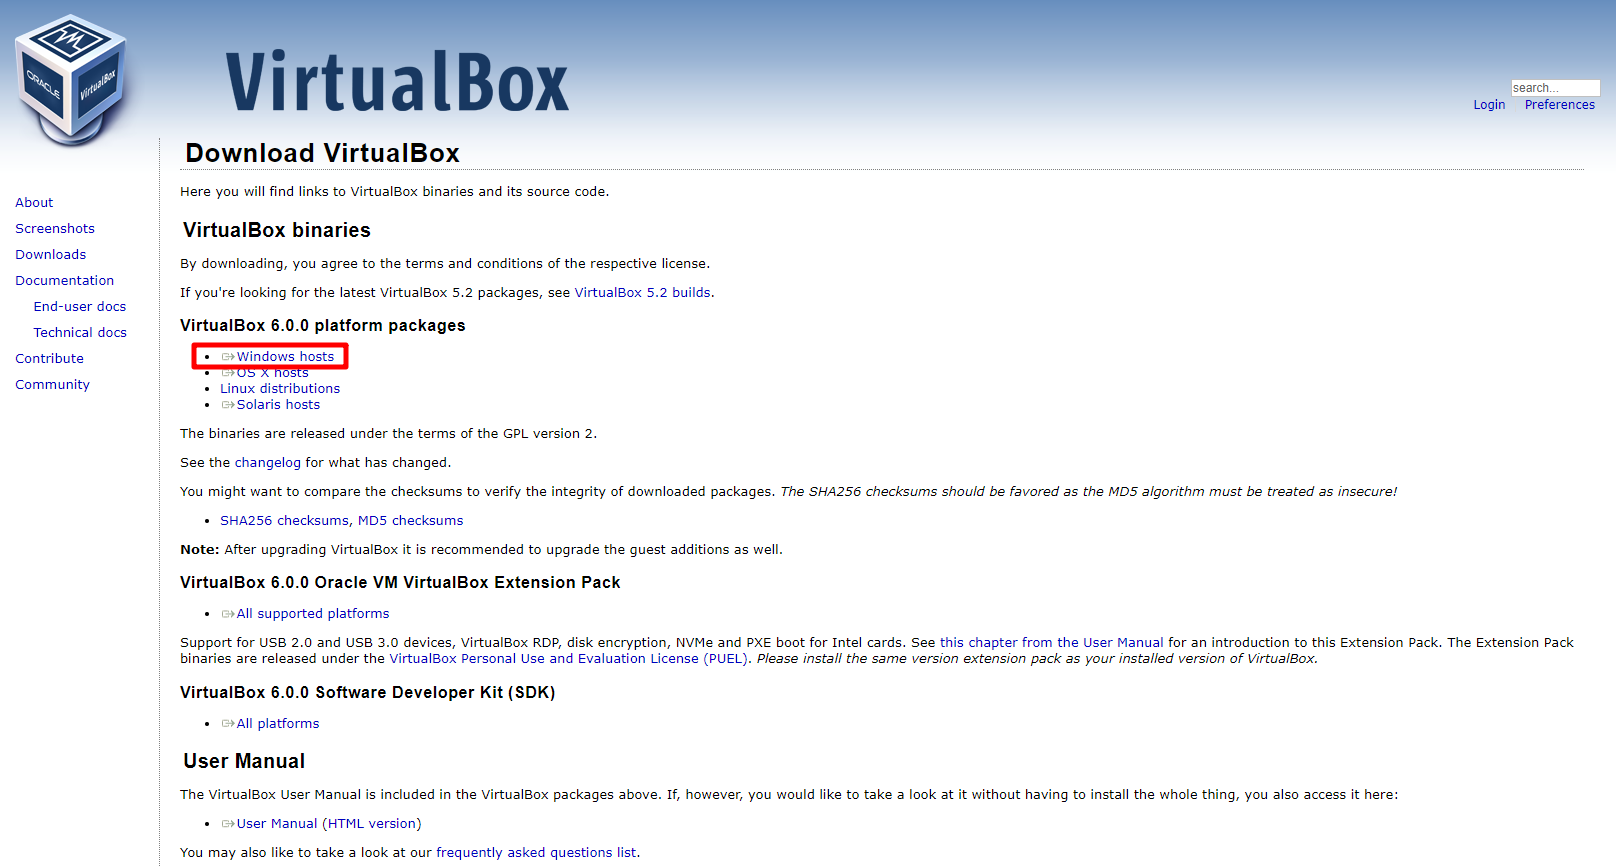 ORACLE
VirtualBox
VirtualBox
search...
Login Preferences
About
Screenshots
Downloads
Documentation
End-user docs
Technical docs
Contribute
Community
Download VirtualBox
Here you will find links to VirtualBox binaries and its source code.
VirtualBox binaries
By downloading, you agree to the terms and conditions of the respective license.
If you're looking for the latest VirtualBox 5.2 packages, see VirtualBox 5.2 builds.
VirtualBox 6.0.0 platform packages
Windows hosts
OS X hosts
Linux distributions
Solaris hosts
The binaries are released under the terms of the GPL version 2.
See the changelog for what has changed.
You might want to compare the checksums to verify the integrity of downloaded packages. The SHA256 checksums should be favored as the MD5 algorithm must be treated as insecure!
SHA256 checksums, MD5 checksums
Note: After upgrading VirtualBox it is recommended to upgrade the guest additions as well.
VirtualBox 6.0.0 Oracle VM VirtualBox Extension Pack
All supported platforms
Support for USB 2.0 and USB 3.0 devices, VirtualBox RDP, disk encryption, NVMe and PXE boot for Intel cards. See this chapter from the User Manual for an introduction to this Extension Pack. The Extension Pack
binaries are released under the VirtualBox Personal Use and Evaluation License (PUEL). Please install the same version extension pack as your installed version of VirtualBox.
VirtualBox 6.0.0 Software Developer Kit (SDK)
All platforms
User Manual
The VirtualBox User Manual is included in the VirtualBox packages above. If, however, you would like to take a look at it without having to install the whole thing, you also access it here:
User Manual (HTML version)
You may also like to take a look at our frequently asked questions list.